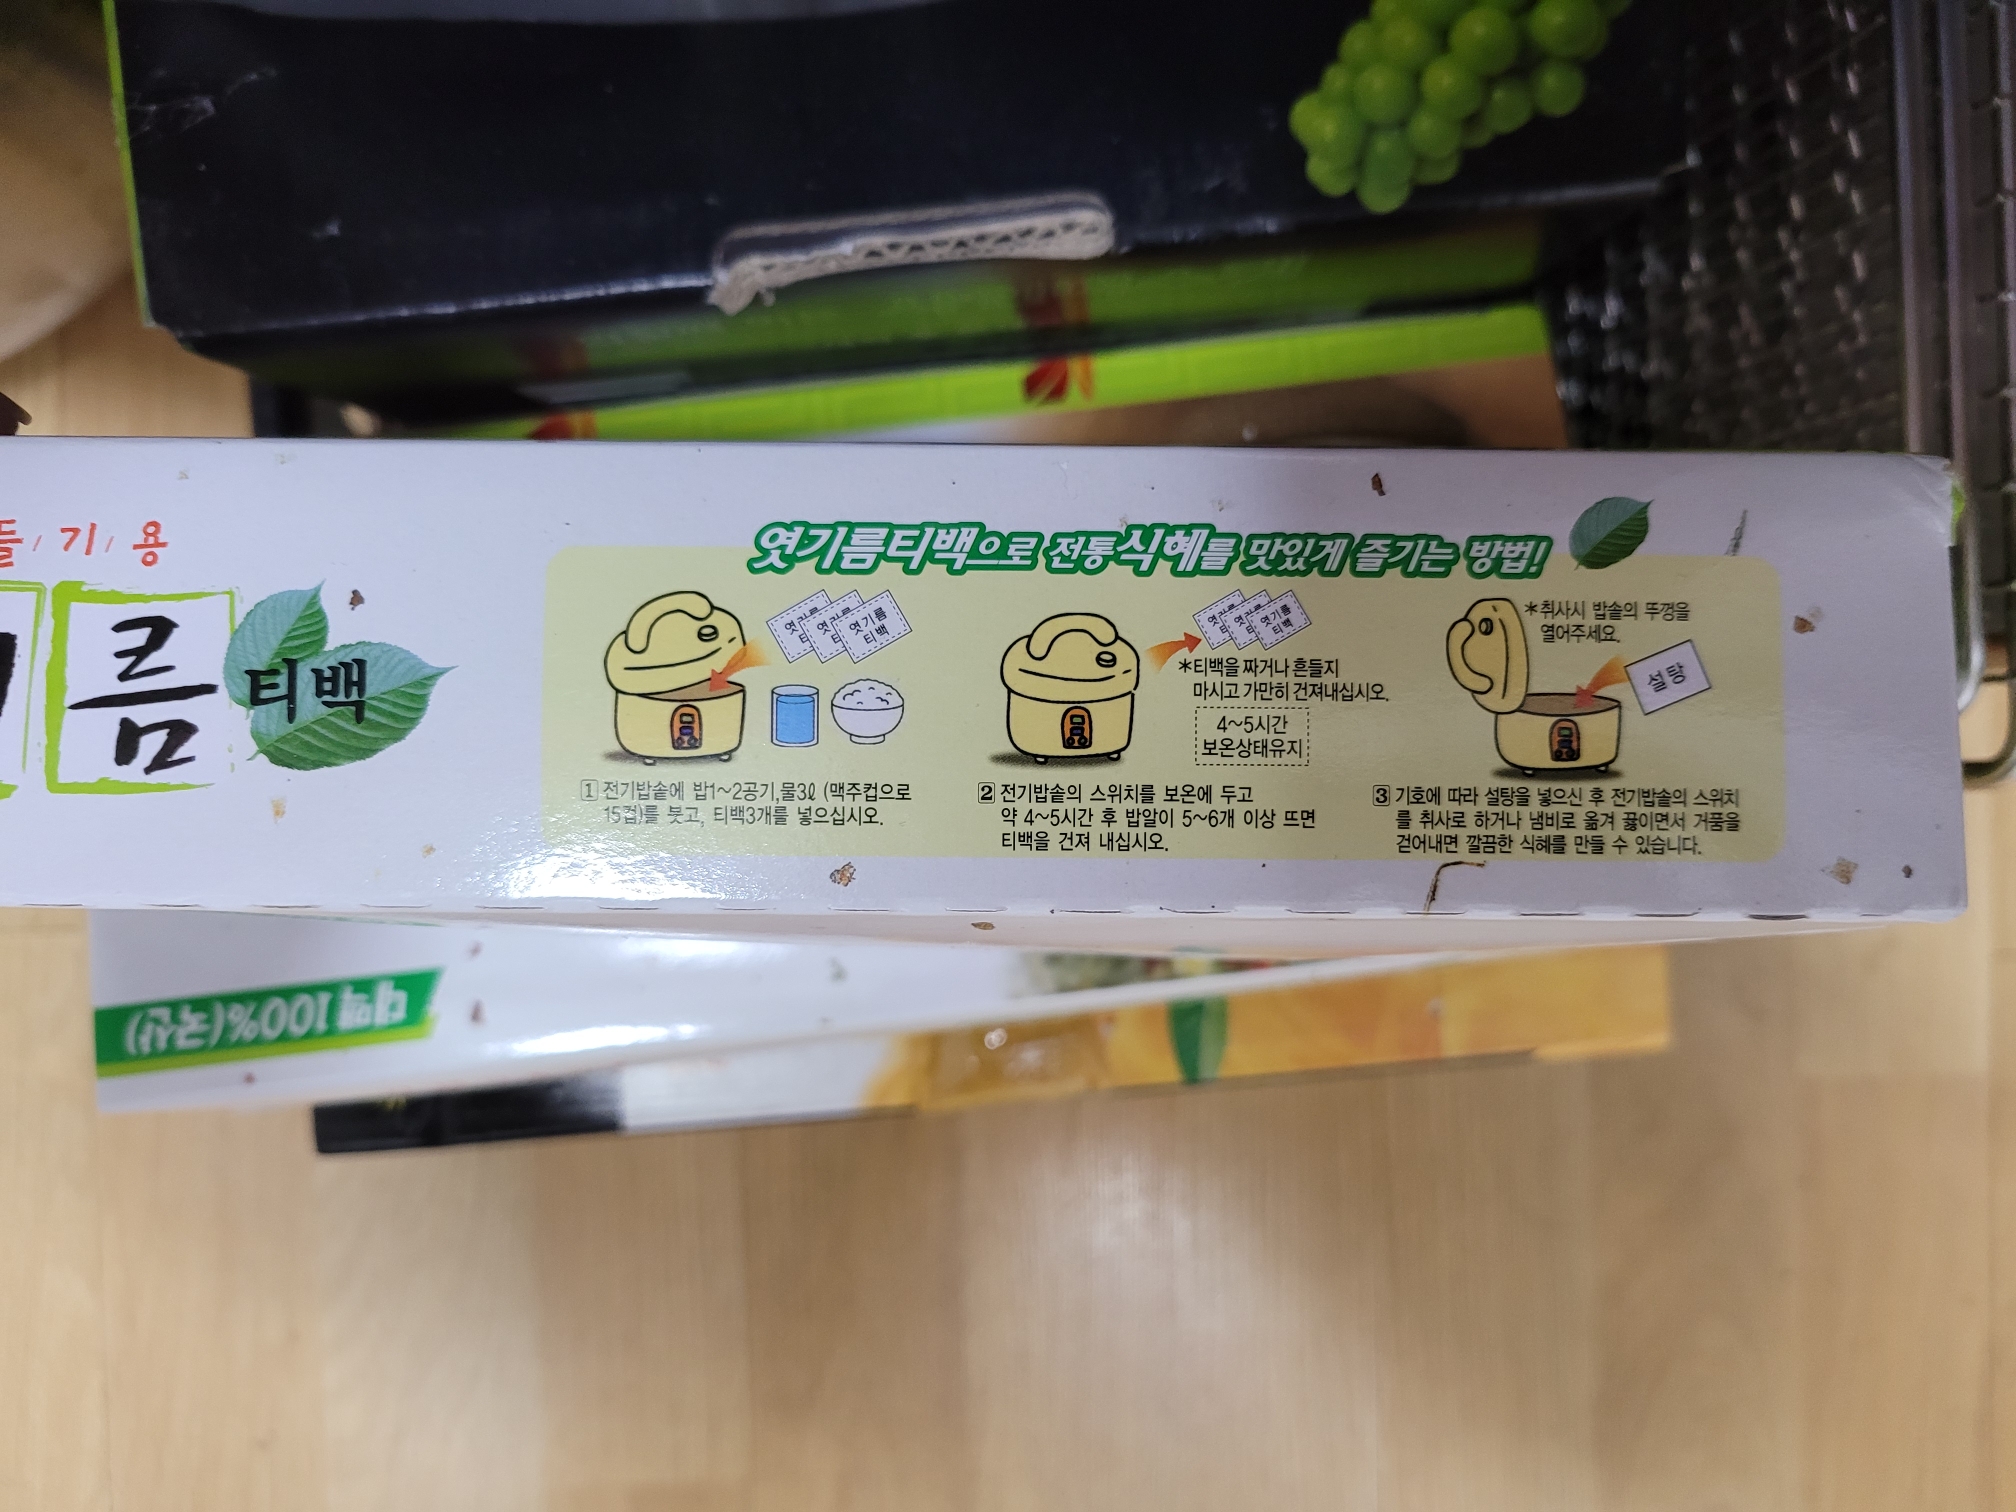 들/기/용
름
티백
엿기름티백으로 전통식혜를 맛있게 즐기는 방법!
엿기름
티백
1 전기밥솥에 밥1~2공기,물3ℓ (맥주컵으로
15컵)를 붓고, 티백3개를 넣으십시오.
엿기름
티백
*티백을 짜거나 흔들지
마시고 가만히 건져내십시오.
4~5시간
보온상태유지
2 전기밥솥의 스위치를 보온에 두고
약 4~5시간 후 밥알이 5~6개 이상 뜨면
티백을 건져 내십시오.
*취사시 밥솥의 뚜껑을
열어주세요.
설탕
3 기호에 따라 설탕을 넣으신 후 전기밥솥의 스위치
를 취사로 하거나 냄비로 옮겨 끓이면서 거품을
걷어내면 깔끔한 식혜를 만들 수 있습니다.
대맥 100%(국산)